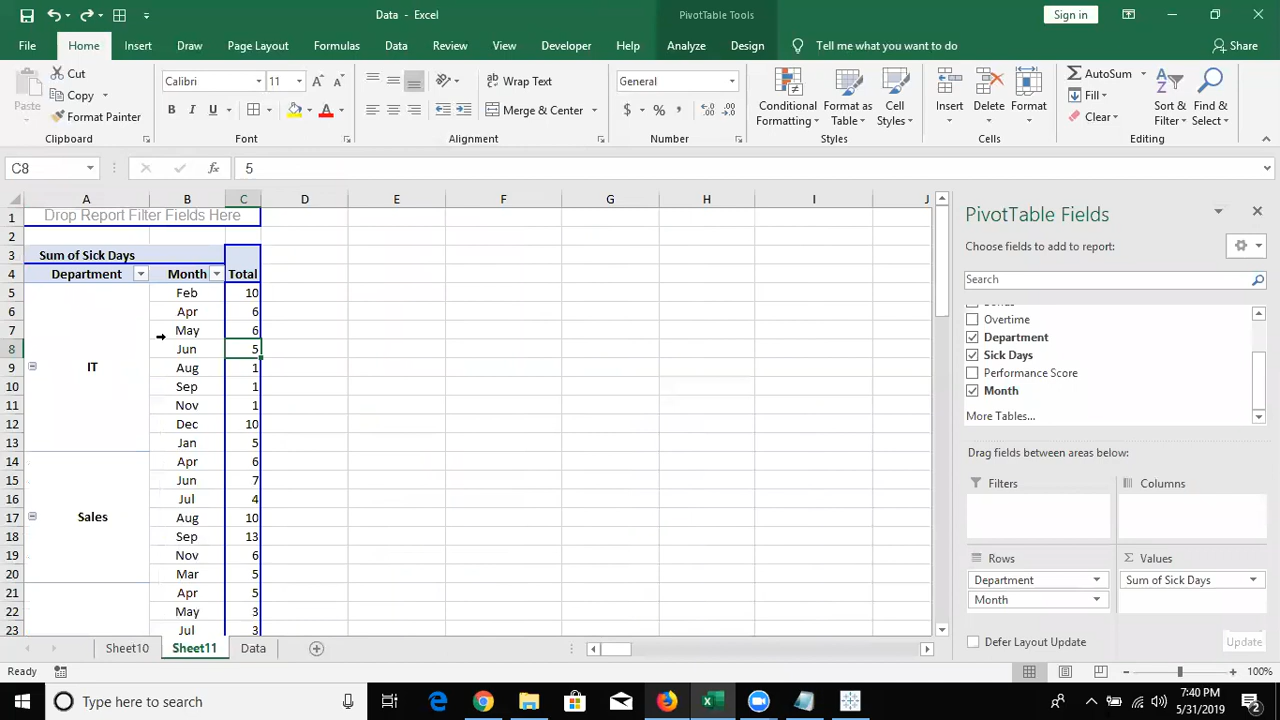 Data - Excel
PivotTable Tools
Sign in
File Home Insert Draw Page Layout Formulas Data Review View Developer Help Analyze Design Tell me what you want to do Share
Paste
Cut
Copy
Format Painter
Clipboard
Calibri 11
B I U
Font
Wrap Text
Merge & Center
Alignment
General
$ % ,
Number
Conditional Formatting
Format as Table
Cell Styles
Styles
Insert
Delete
Format
Cells
AutoSum
Fill
Clear
Sort & Filter
Find & Select
Editing
C8 fx 5
A B C D E F G H I J
1 Drop Report Filter Fields Here
2
3 Sum of Sick Days
4 Department Month Total
5 Feb 10
6 Apr 6
7 May 6
8 Jun 5
9 IT Aug 1
10 Sep 1
11 Nov 1
12 Dec 10
13 Jan 5
14 Apr 6
15 Jun 7
16 Jul 4
17 Sales Aug 10
18 Sep 13
19 Nov 6
20 Mar 5
21 Apr 5
22 May 3
23 Jul 3
PivotTable Fields
Choose fields to add to report:
Search
Overtime
Department
Sick Days
Performance Score
Month
More Tables...
Drag fields between areas below:
Filters
Columns
Rows
Values
Department
Sum of Sick Days
Month
Defer Layout Update
Update
Sheet10 Sheet11 Data
Ready
100%
Type here to search
7:40 PM
5/31/2019
2